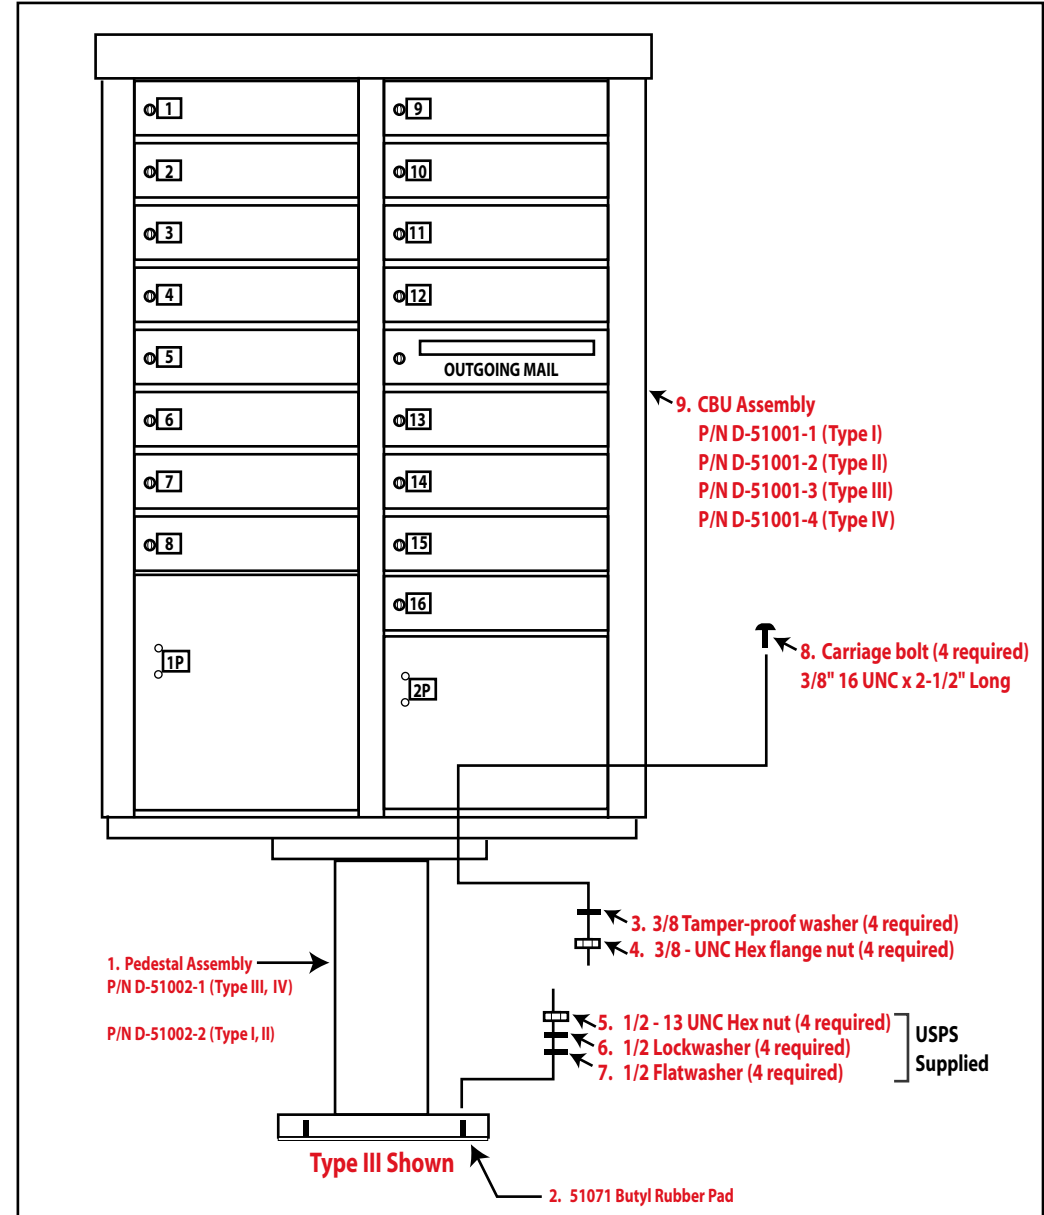 1
2
3
4
5
6
7
8
1P
9
10
11
12
OUTGOING MAIL
13
14
15
16
2P
9. CBU Assembly
P/N D-51001-1 (Type I)
P/N D-51001-2 (Type II)
P/N D-51001-3 (Type III)
P/N D-51001-4 (Type IV)
8. Carriage bolt (4 required)
3/8" 16 UNC x 2-1/2" Long
3. 3/8 Tamper-proof washer (4 required)
4. 3/8 - UNC Hex flange nut (4 required)
1. Pedestal Assembly
P/N D-51002-1 (Type III, IV)
P/N D-51002-2 (Type I, II)
5. 1/2 - 13 UNC Hex nut (4 required)
6. 1/2 Lockwasher (4 required)
7. 1/2 Flatwasher (4 required)
USPS
Supplied
Type III Shown
2. 51071 Butyl Rubber Pad